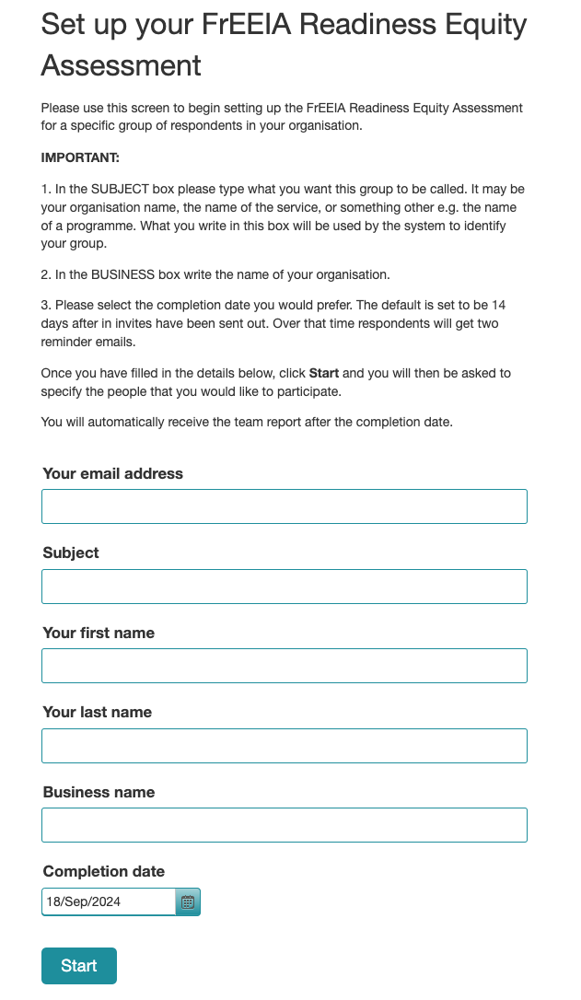 Set up your FrEEIA Readiness Equity
Assessment
Please use this screen to begin setting up the FrEEIA Readiness Equity Assessment
for a specific group of respondents in your organisation.
IMPORTANT:
1. In the SUBJECT box please type what you want this group to be called. It may be
your organisation name, the name of the service, or something other e.g. the name
of a programme. What you write in this box will be used by the system to identify
your group.
2. In the BUSINESS box write the name of your organisation.
3. Please select the completion date you would prefer. The default is set to be 14
days after in invites have been sent out. Over that time respondents will get two
reminder emails.
Once you have filled in the details below, click Start and you will then be asked to
specify the people that you would like to participate.
You will automatically receive the team report after the completion date.
Your email address
Subject
Your first name
Your last name
Business name
Completion date
18/Sep/2024
Start